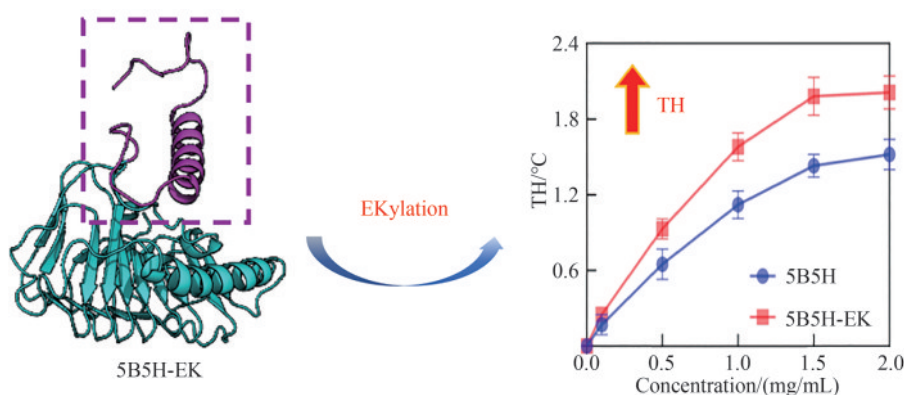 5B5H-EK
EKylation
TH
TH/°C
2.4
1.8
1.2
0.6
5B5H
5B5H-EK
0.0 0.5 1.0 1.5 2.0
Concentration/(mg/mL)